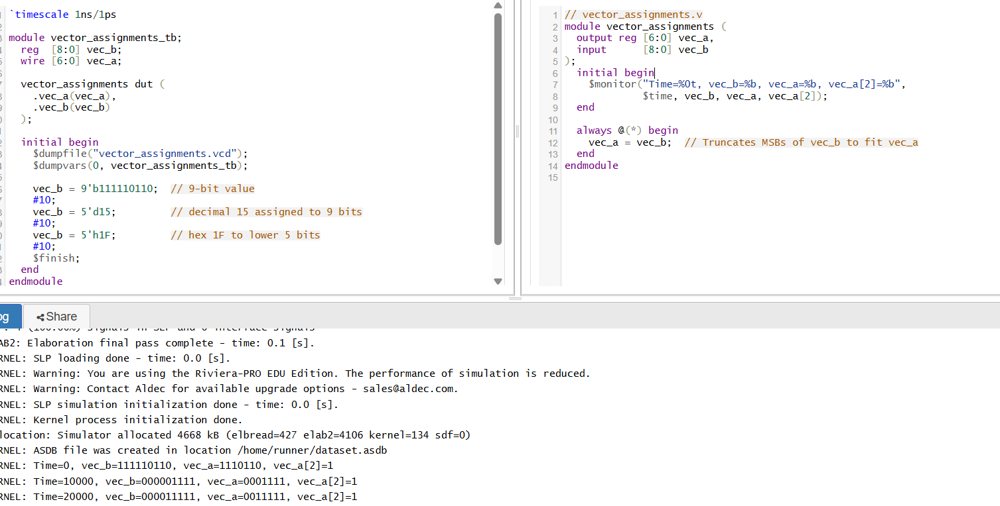 `timescale 1ns/1ps
module vector_assignments_tb;
reg [8:0] vec_b;
wire [6:0] vec_a;
vector_assignments dut (
.vec_a(vec_a),
.vec_b(vec_b)
);
initial begin
$dumpfile("vector_assignments.vcd");
$dumpvars(0, vector_assignments_tb);
vec_b = 9'b111110110; // 9-bit value
#10;
vec_b = 5'd15; // decimal 15 assigned to 9 bits
#10;
vec_b = 5'h1F; // hex 1F to lower 5 bits
#10;
$finish;
end
endmodule
1 // vector_assignments.v
2 module vector_assignments (
3 output reg [6:0] vec_a,
4 input [8:0] vec_b
5 );
6 initial begin
7 $monitor("Time=%0t, vec_b=%b, vec_a=%b, vec_a[2]=%b",
8 $time, vec_b, vec_a, vec_a[2]);
9 end
10
11 always @(*) begin
12 vec_a = vec_b; // Truncates MSBs of vec_b to fit vec_a
13 end
14 endmodule
15
og
Share
AB2: Elaboration final pass complete - time: 0.1 [s].
RNEL: SLP loading done - time: 0.0 [s].
RNEL: Warning: You are using the Riviera-PRO EDU Edition. The performance of simulation is reduced.
RNEL: Warning: Contact Aldec for available upgrade options - sales@aldec.com.
RNEL: SLP simulation initialization done - time: 0.0 [s].
RNEL: Kernel process initialization done.
location: Simulator allocated 4668 kB (elbread=427 elab2=4106 kernel=134 sdf=0)
RNEL: ASDB file was created in location /home/runner/dataset.asdb
RNEL: Time=0, vec_b=111110110, vec_a=1110110, vec_a[2]=1
RNEL: Time=10000, vec_b=000001111, vec_a=0001111, vec_a[2]=1
RNEL: Time=20000, vec_b=000011111, vec_a=0011111, vec_a[2]=1